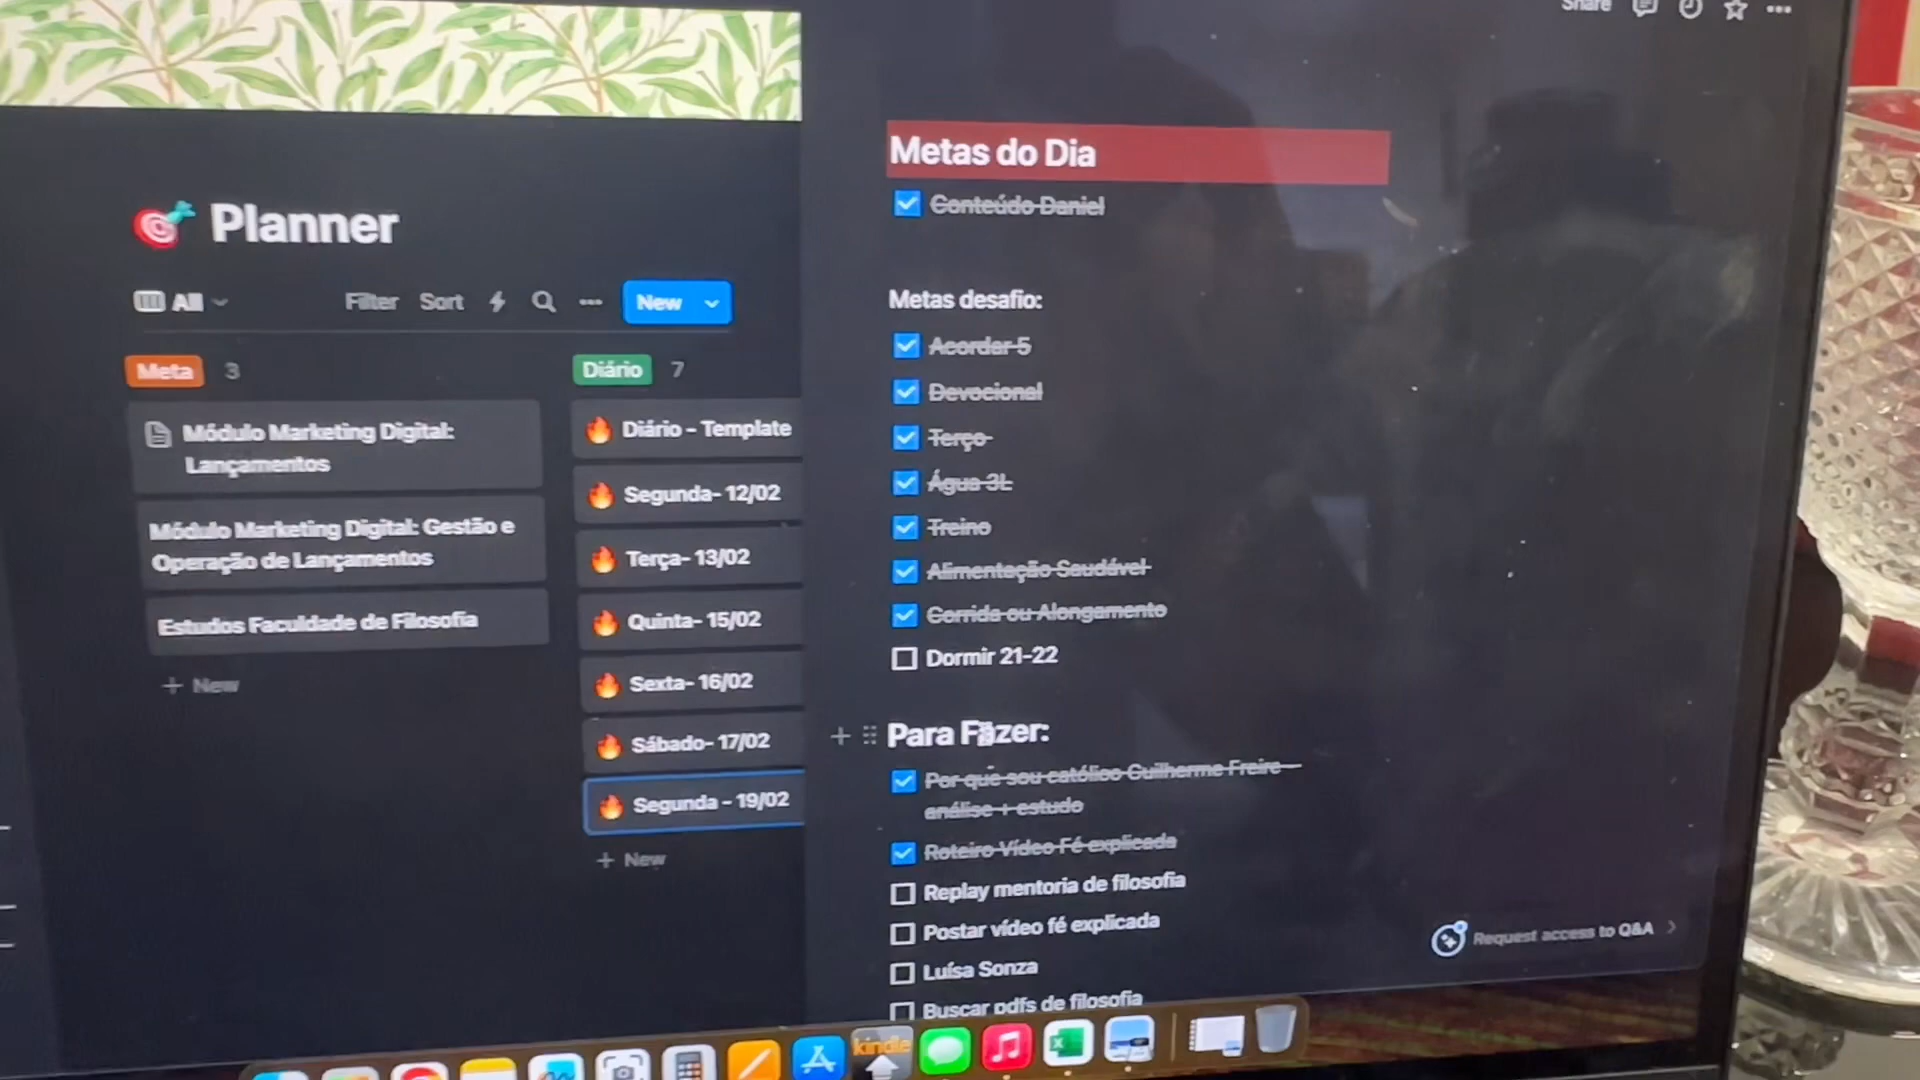 Share
Planner
All
Filter
Sort
New
Meta 3
Módulo Marketing Digital:
Lançamentos
Módulo Marketing Digital: Gestão e
Operação de Lançamentos
Estudos Faculdade de Filosofia
+ New
Diário 7
Diário - Template
Segunda- 12/02
Terça- 13/02
Quinta- 15/02
Sexta- 16/02
Sábado- 17/02
Segunda - 19/02
+ New
Metas do Dia
Conteúdo Daniel
Metas desafio:
Acordar 5
Devocional
Terço
Água 3L
Treino
Alimentação Saudável
Corrida ou Alongamento
Dormir 21-22
Para Fazer:
Por que sou católico Guilherme Freire -
análise + estudo
Roteiro Vídeo Fé explicada
Replay mentoria de filosofia
Postar vídeo fé explicada
Luísa Sonza
Buscar pdfs de filosofia
Request access to Q&A
kindle